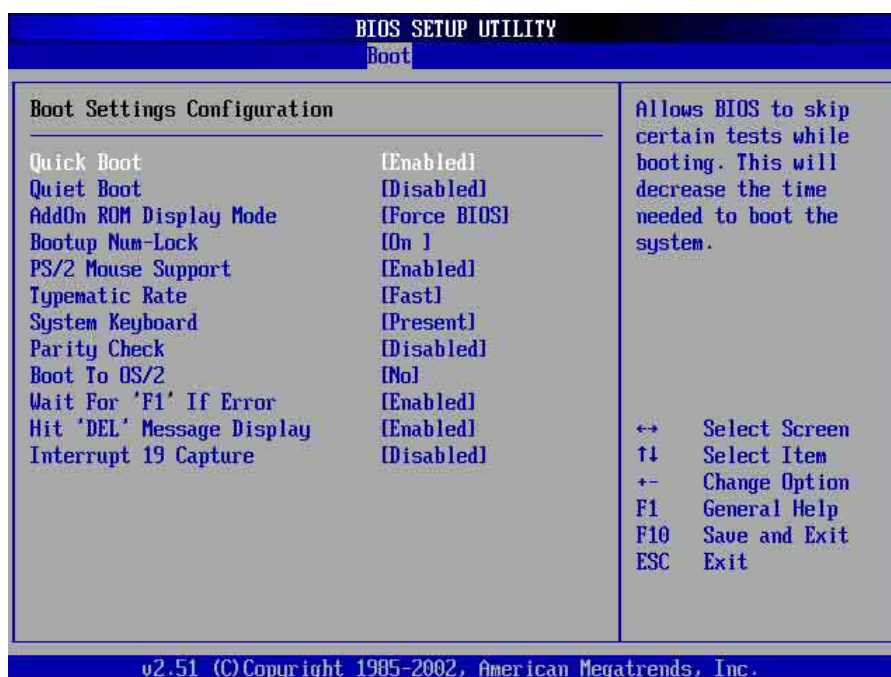 BIOS SETUP UTILITY
Boot
Boot Settings Configuration
Quick Boot [Enabled]
Quiet Boot [Disabled]
AddOn ROM Display Mode [Force BIOS]
Bootup Num-Lock [On ]
PS/2 Mouse Support [Enabled]
Typematic Rate [Fast]
System Keyboard [Present]
Parity Check [Disabled]
Boot To OS/2 [No]
Wait For 'F1' If Error [Enabled]
Hit 'DEL' Message Display [Enabled]
Interrupt 19 Capture [Disabled]
Allows BIOS to skip
certain tests while
booting. This will
decrease the time
needed to boot the
system.
↔ Select Screen
↑↓ Select Item
+- Change Option
F1 General Help
F10 Save and Exit
ESC Exit
v2.51 (C)Copyright 1985-2002, American Megatrends, Inc.